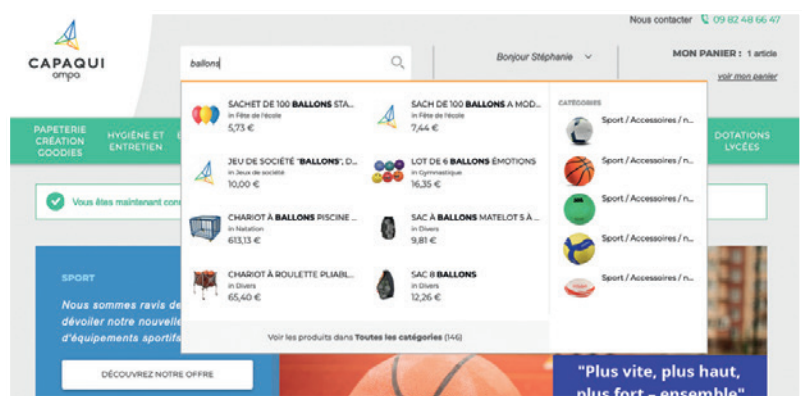 Nous contacter 09 82 48 66 47
CAPAQUI
ampa
ballons
Bonjour Stéphanie
MON PANIER : 1 article
voir mon panier
PAPETERIE
CRÉATION
GOODIES
HYGIÈNE ET
ENTRETIEN
DOTATIONS
LYCÉES
SACHET DE 100 BALLONS STA...
in Fête de l'école
5,73 €
SACH DE 100 BALLONS A MOD...
in Fête de l'école
7,44 €
JEU DE SOCIÉTÉ "BALLONS", D...
in Jeux de société
10,00 €
LOT DE 6 BALLONS ÉMOTIONS
in Gymnastique
16,35 €
CHARIOT À BALLONS PISCINE ...
in Natation
613,13 €
SAC À BALLONS MATELOT 5 À ...
in Divers
9,81 €
CHARIOT À ROULETTE PLIABL...
in Divers
65,40 €
SAC 8 BALLONS
in Divers
12,26 €
CATÉGORIES
Sport / Accessoires / n...
Sport / Accessoires / n...
Sport / Accessoires / n...
Sport / Accessoires / n...
Sport / Accessoires / n...
Voir les produits dans Toutes les catégories (146)
Vous êtes maintenant con
SPORT
Nous sommes ravis de
dévoiler notre nouvelle
d'équipements sportifs
DÉCOUVREZ NOTRE OFFRE
"Plus vite, plus haut,
plus fort – ensemble"